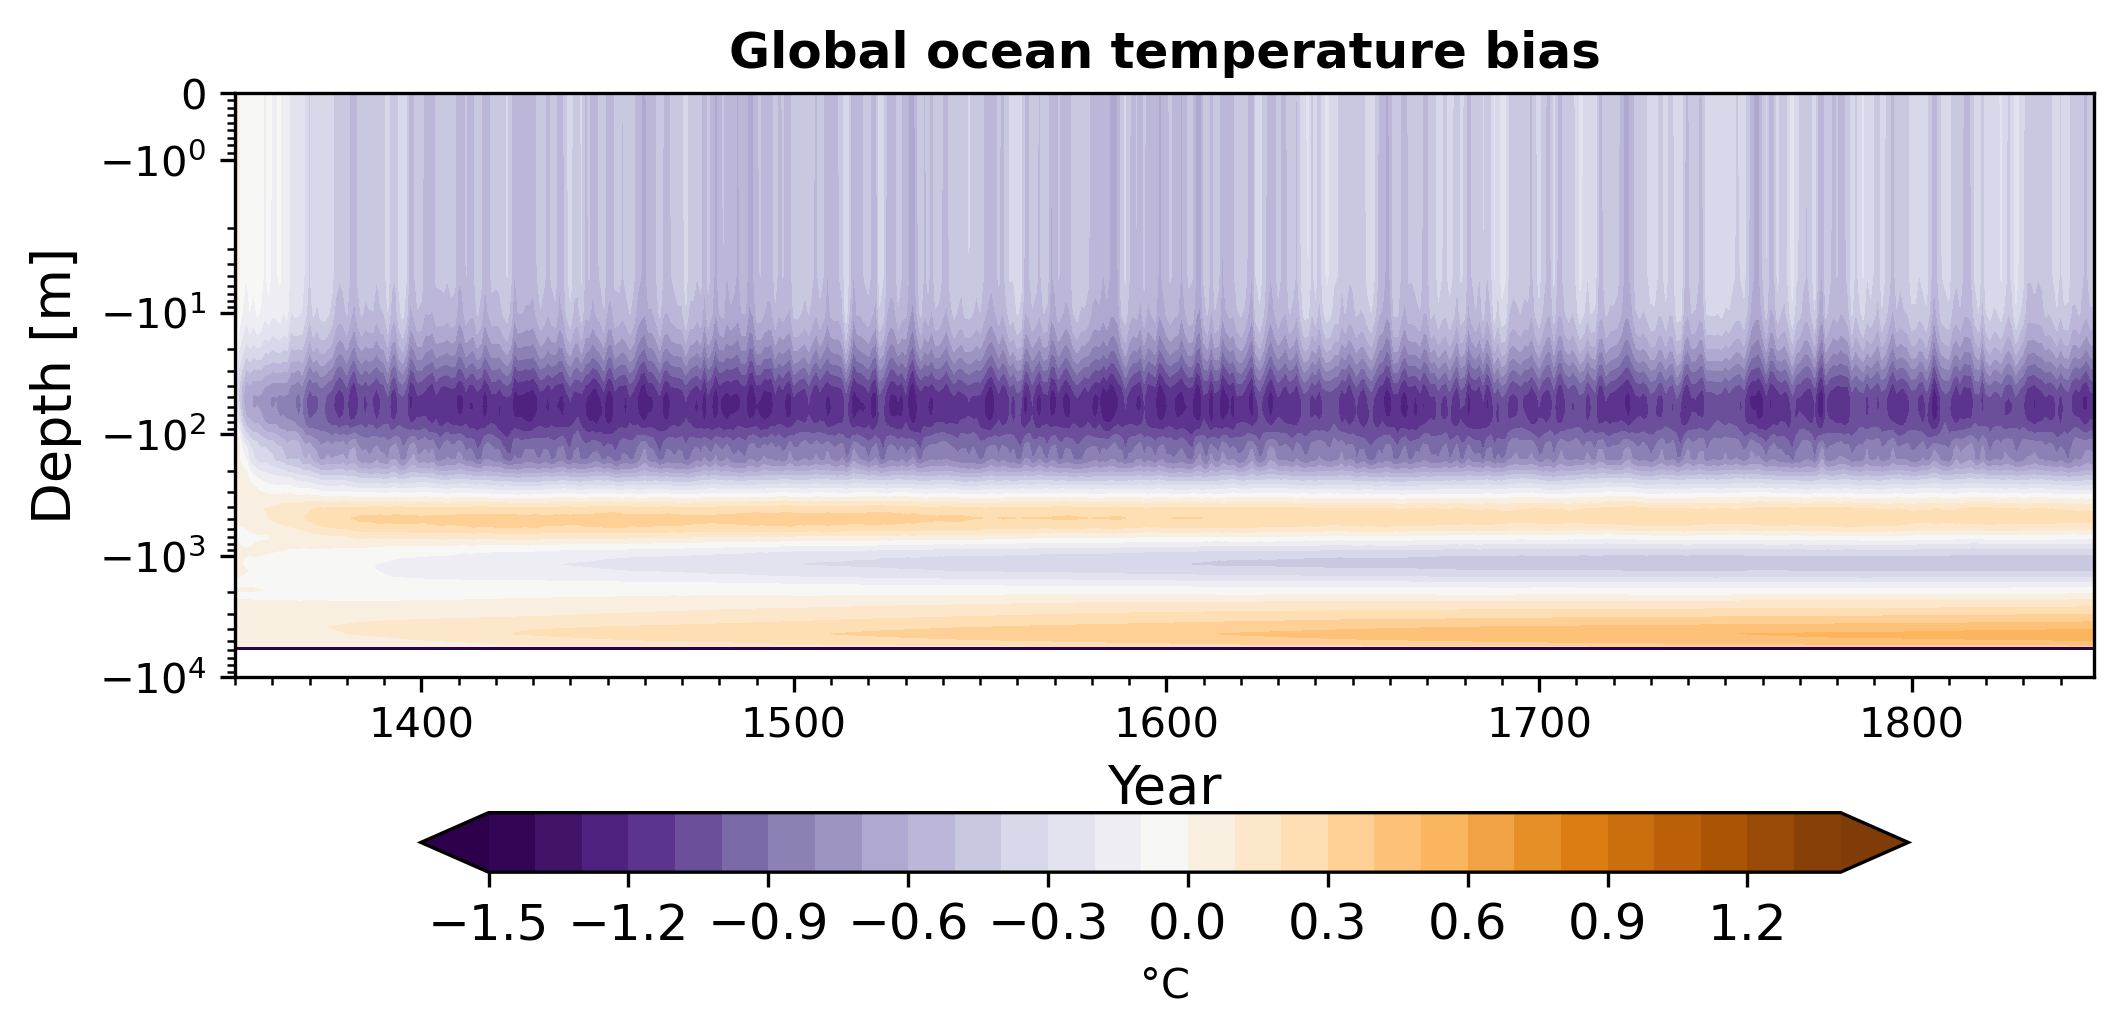 Global ocean temperature bias
Depth [m]
0
−10⁰
−10¹
−10²
−10³
−10⁴
1400 1500 1600 1700 1800
Year
−1.5 −1.2 −0.9 −0.6 −0.3 0.0 0.3 0.6 0.9 1.2
°C